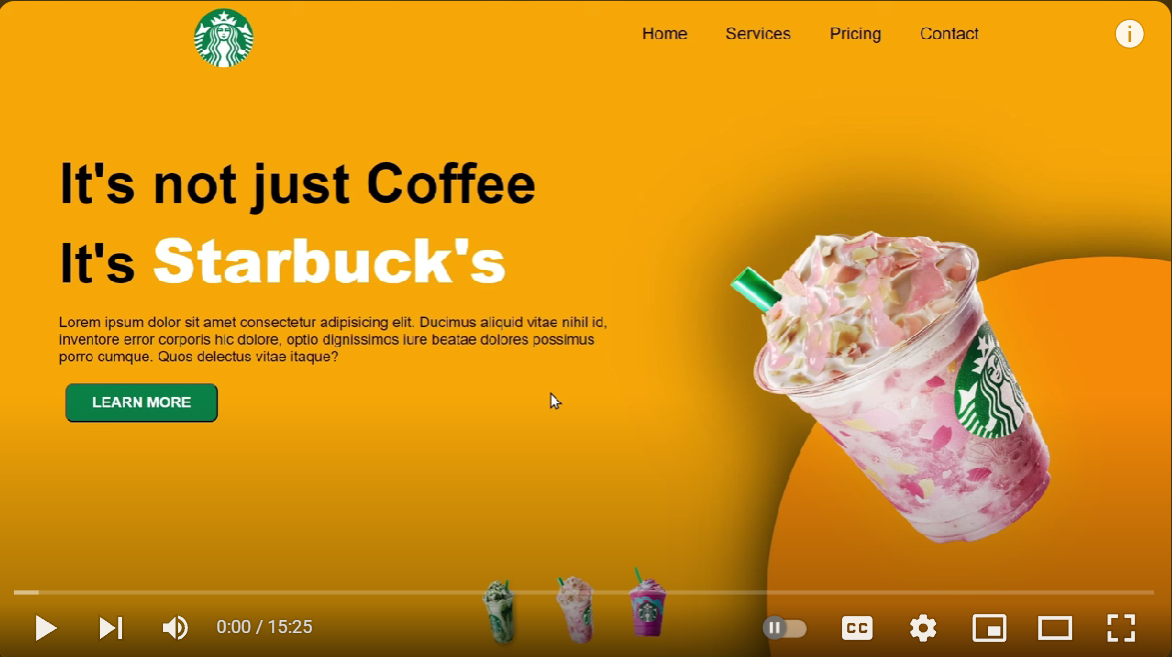 Home Services Pricing Contact
It's not just Coffee
It's Starbuck's
Lorem ipsum dolor sit amet consectetur adipisicing elit. Ducimus aliquid vitae nihil id,
inventore error corporis hic dolore, optio dignissimos iure beatae dolores possimus
porro cumque. Quos delectus vitae itaque?
LEARN MORE
0:00 / 15:25
CC